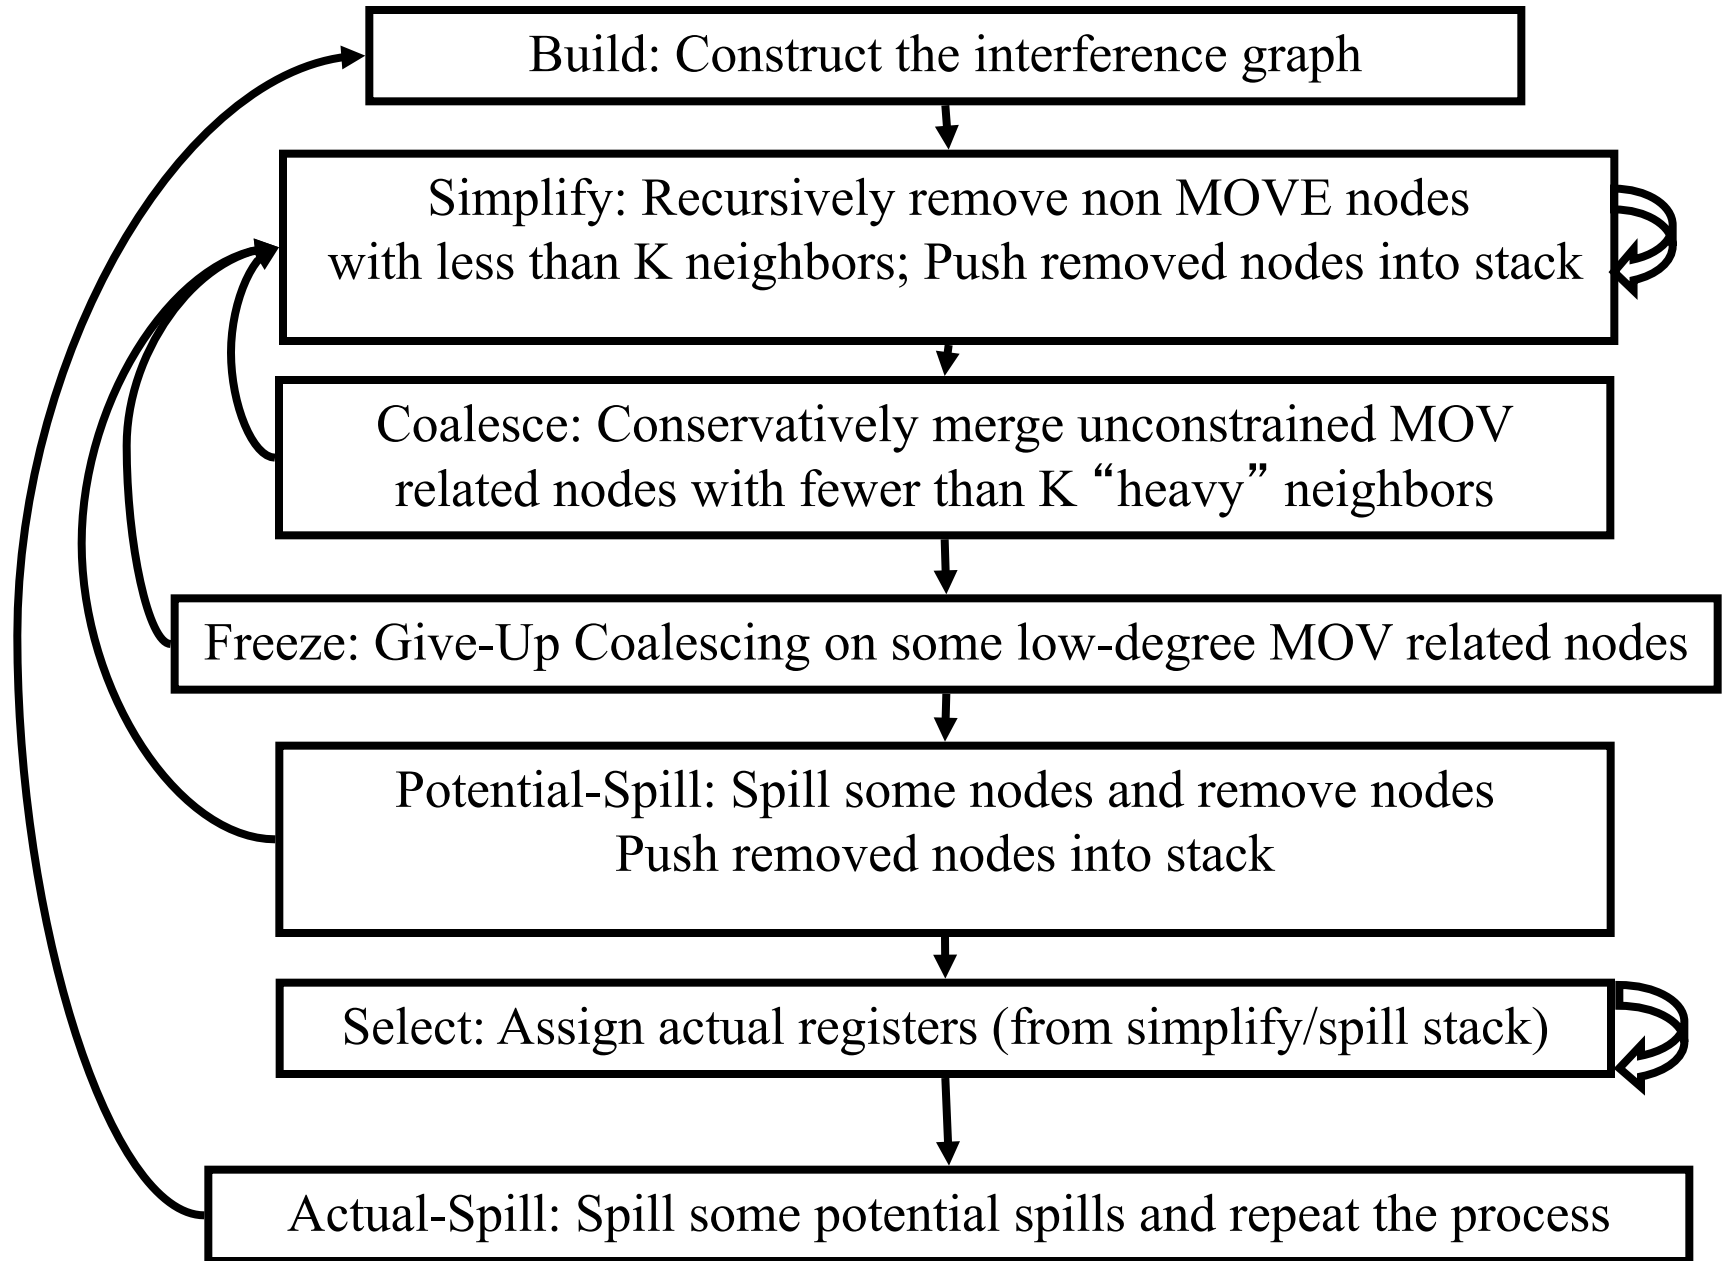 Build: Construct the interference graph
Simplify: Recursively remove non MOVE nodes
with less than K neighbors; Push removed nodes into stack
Coalesce: Conservatively merge unconstrained MOV
related nodes with fewer than K “heavy” neighbors
Freeze: Give-Up Coalescing on some low-degree MOV related nodes
Potential-Spill: Spill some nodes and remove nodes
Push removed nodes into stack
Select: Assign actual registers (from simplify/spill stack)
Actual-Spill: Spill some potential spills and repeat the process